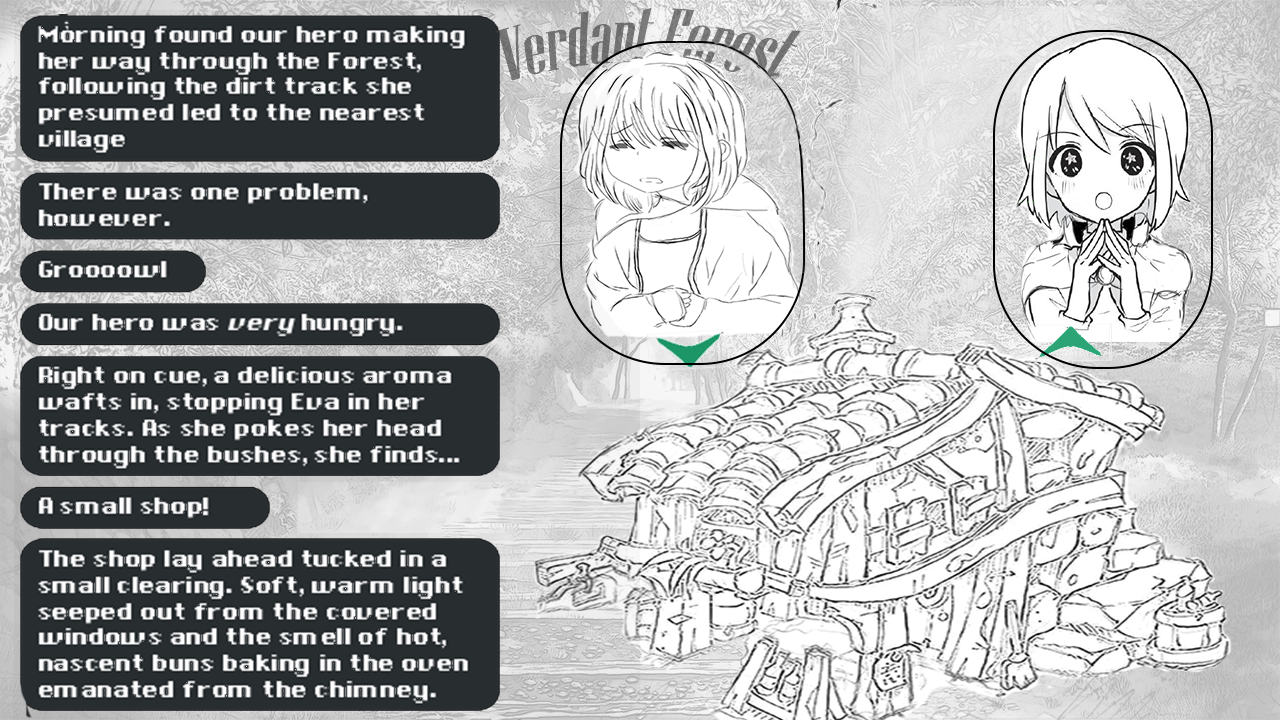 Verdant Forest
Morning found our hero making
her way through the Forest,
following the dirt track she
presumed led to the nearest
village
There was one problem,
however.
Groooowl
Our hero was very hungry.
Right on cue, a delicious aroma
wafts in, stopping Eva in her
tracks. As she pokes her head
through the bushes, she finds...
A small shop!
The shop lay ahead tucked in a
small clearing. Soft, warm light
seeped out from the covered
windows and the smell of hot,
nascent buns baking in the oven
emanated from the chimney.